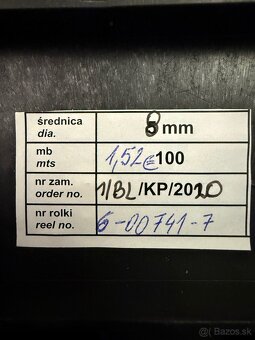 średnica
dia.
8 mm
mb
mts
1,52€ 100
nr zam.
order no.
1/BL/KP/2020
nr rolki
reel no.
6-00741-7
Bazos.sk